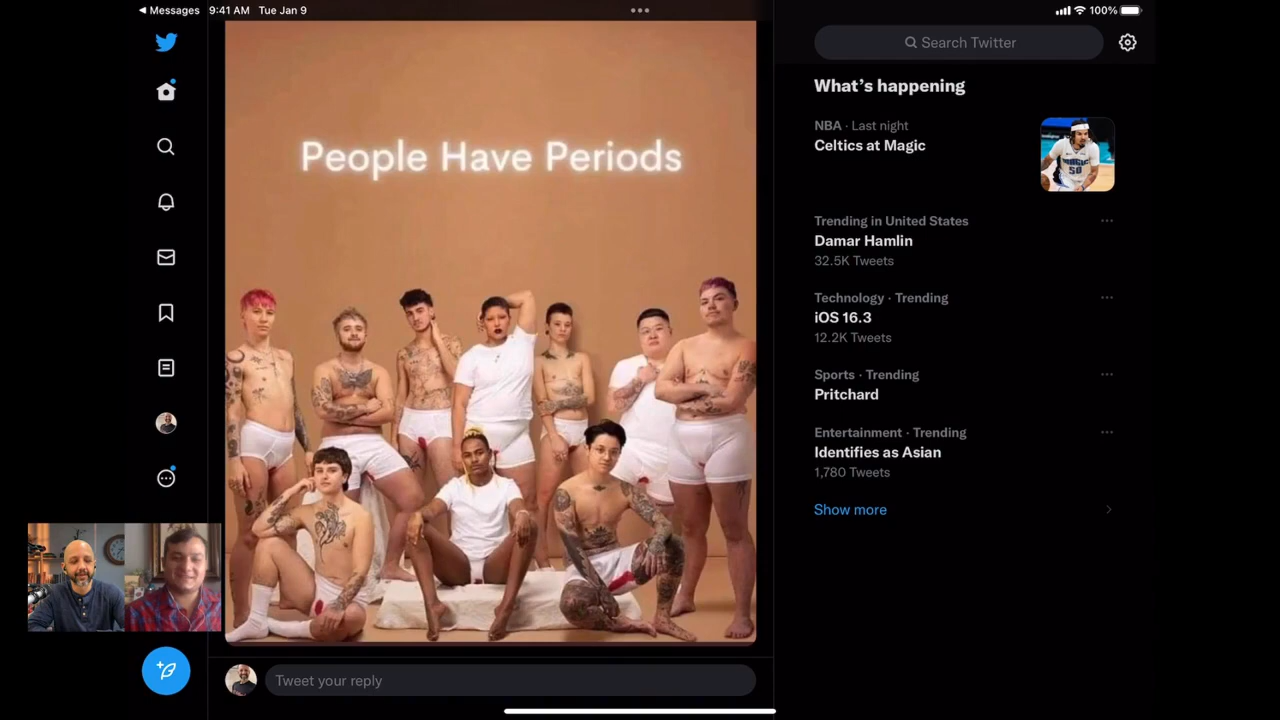 Messages 9:41 AM Tue Jan 9
100%
People Have Periods
Tweet your reply
Search Twitter
What's happening
NBA · Last night
Celtics at Magic
MAGIC
50
Trending in United States
Damar Hamlin
32.5K Tweets
Technology · Trending
iOS 16.3
12.2K Tweets
Sports · Trending
Pritchard
Entertainment · Trending
Identifies as Asian
1,780 Tweets
Show more